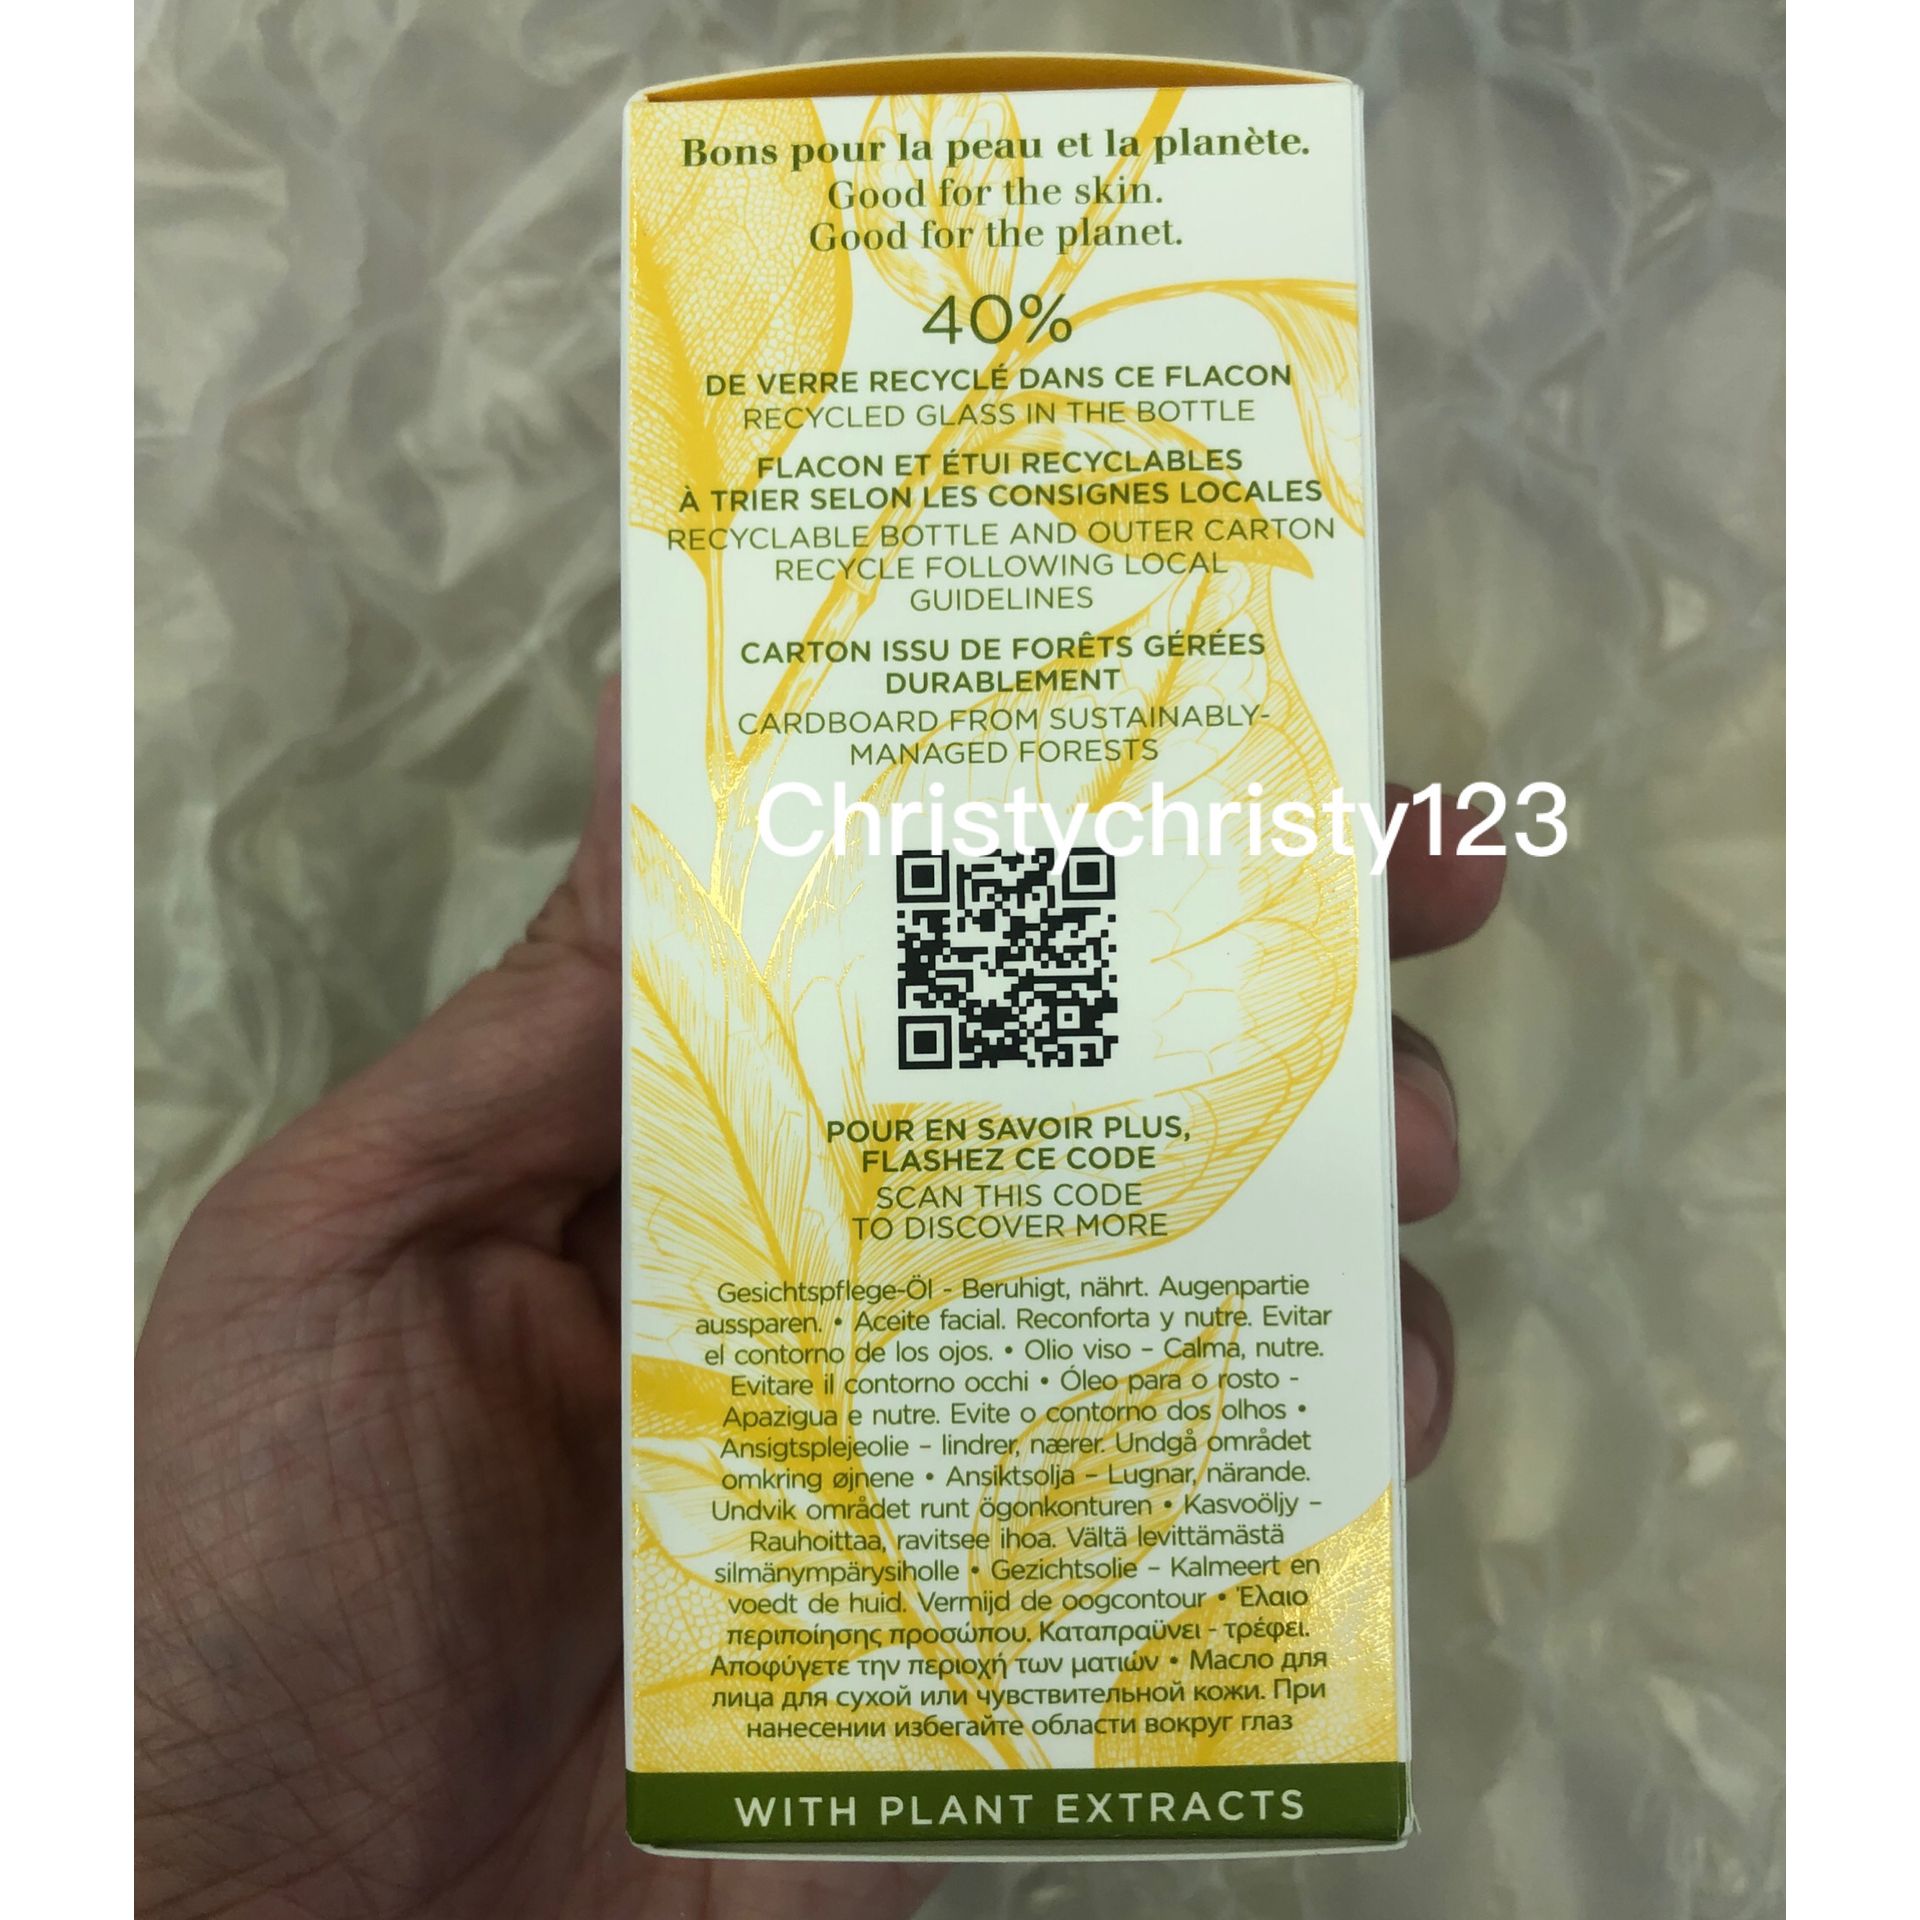 Bons pour la peau et la planète.
Good for the skin.
Good for the planet.
40%
DE VERRE RECYCLÉ DANS CE FLACON
RECYCLED GLASS IN THE BOTTLE
FLACON ET ÉTUI RECYCLABLES
À TRIER SELON LES CONSIGNES LOCALES
RECYCLABLE BOTTLE AND OUTER CARTON
RECYCLE FOLLOWING LOCAL
GUIDELINES
CARTON ISSU DE FORÊTS GÉRÉES
DURABLEMENT
CARDBOARD FROM SUSTAINABLY-
MANAGED FORESTS
Christychristy123
POUR EN SAVOIR PLUS,
FLASHEZ CE CODE
SCAN THIS CODE
TO DISCOVER MORE
Gesichtspflege-Öl - Beruhigt, nährt. Augenpartie
aussparen. • Aceite facial. Reconforta y nutre. Evitar
el contorno de los ojos. • Olio viso – Calma, nutre.
Evitare il contorno occhi • Óleo para o rosto -
Apazigua e nutre. Evite o contorno dos olhos •
Ansigtsplejeolie – lindrer, nærer. Undgå området
omkring øjnene • Ansiktsolja – Lugnar, närande.
Undvik området runt ögonkonturen • Kasvoöljy –
Rauhoittaa, ravitsee ihoa. Vältä levittämästä
silmänympärysiholle • Gezichtsolie – Kalmeert en
voedt de huid. Vermijd de oogcontour • Έλαιο
περιποίησης προσώπου. Καταπραϋνει - τρέφει.
Αποφύγετε την περιοχή των ματιών • Масло для
лица для сухой или чувствительной кожи. При
нанесении избегайте области вокруг глаз
WITH PLANT EXTRACTS